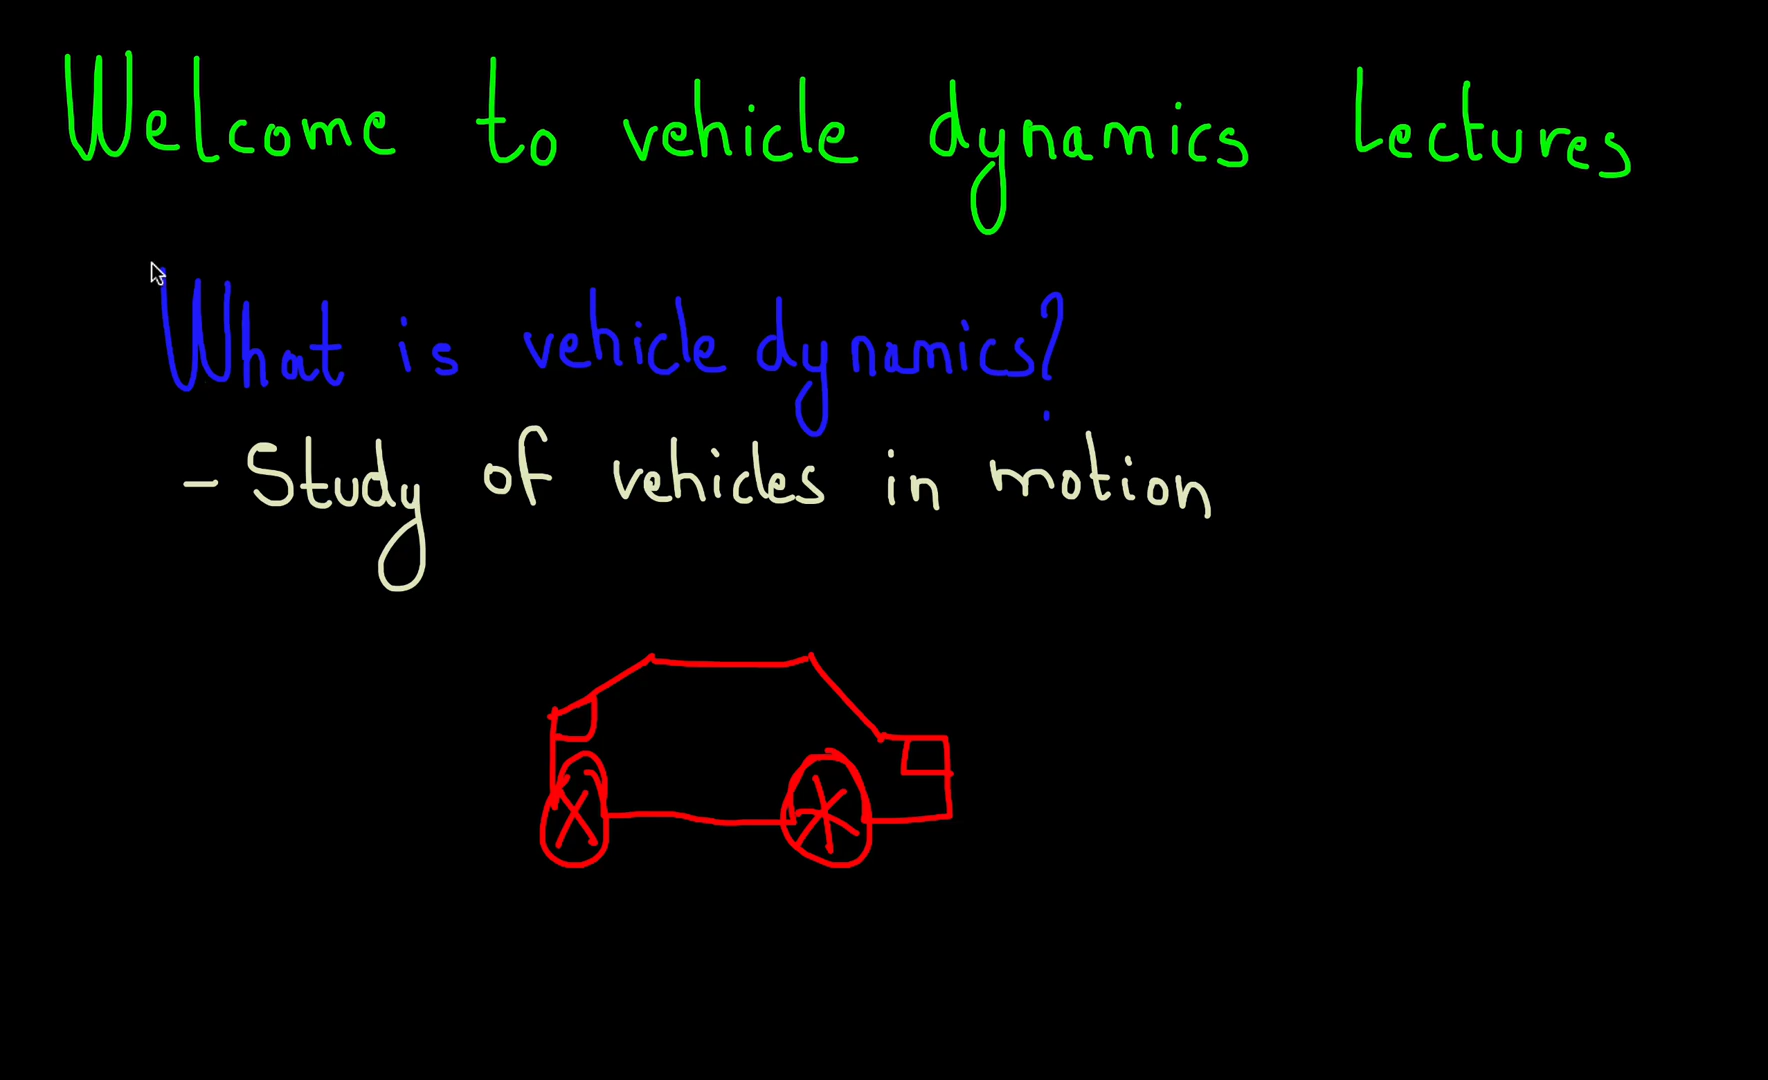 Welcome to vehicle dynamics Lectures
What is vehicle dynamics?
- Study of vehicles in motion